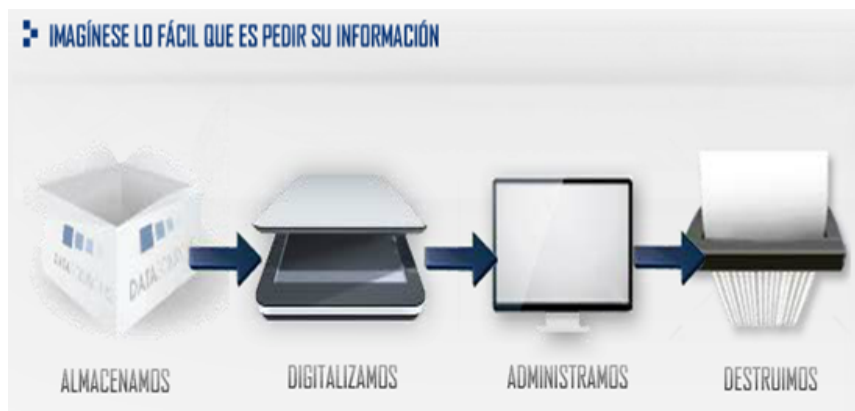 IMAGÍNESE LO FÁCIL QUE ES PEDIR SU INFORMACIÓN
ALMACENAMOS
DIGITALIZAMOS
ADMINISTRAMOS
DESTRUIMOS